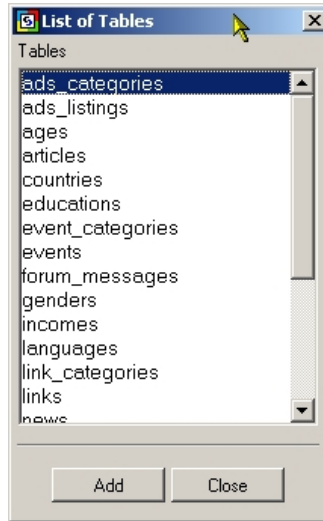 List of Tables
Tables
ads_categories
ads_listings
ages
articles
countries
educations
event_categories
events
forum_messages
genders
incomes
languages
link_categories
links
news
Add
Close